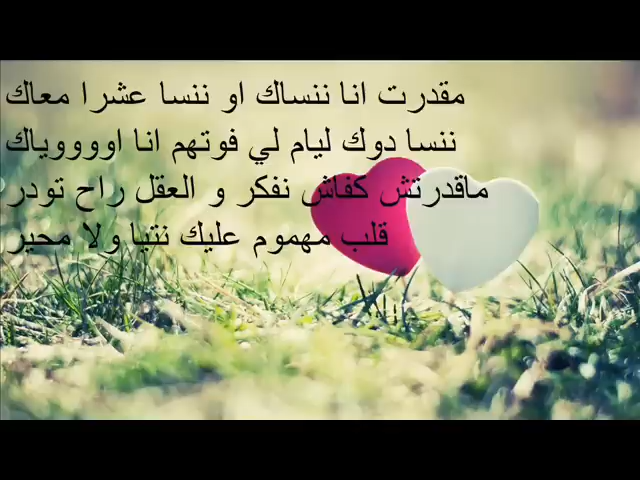 مقدرت انا ننساك او ننسا عشرا معاك
ننسا دوك ليام لي فوتهم انا اووووياك
ماقدرتش كفاش نفكر و العقل راح تودر
قلب مهموم عليك نتيا ولا محير